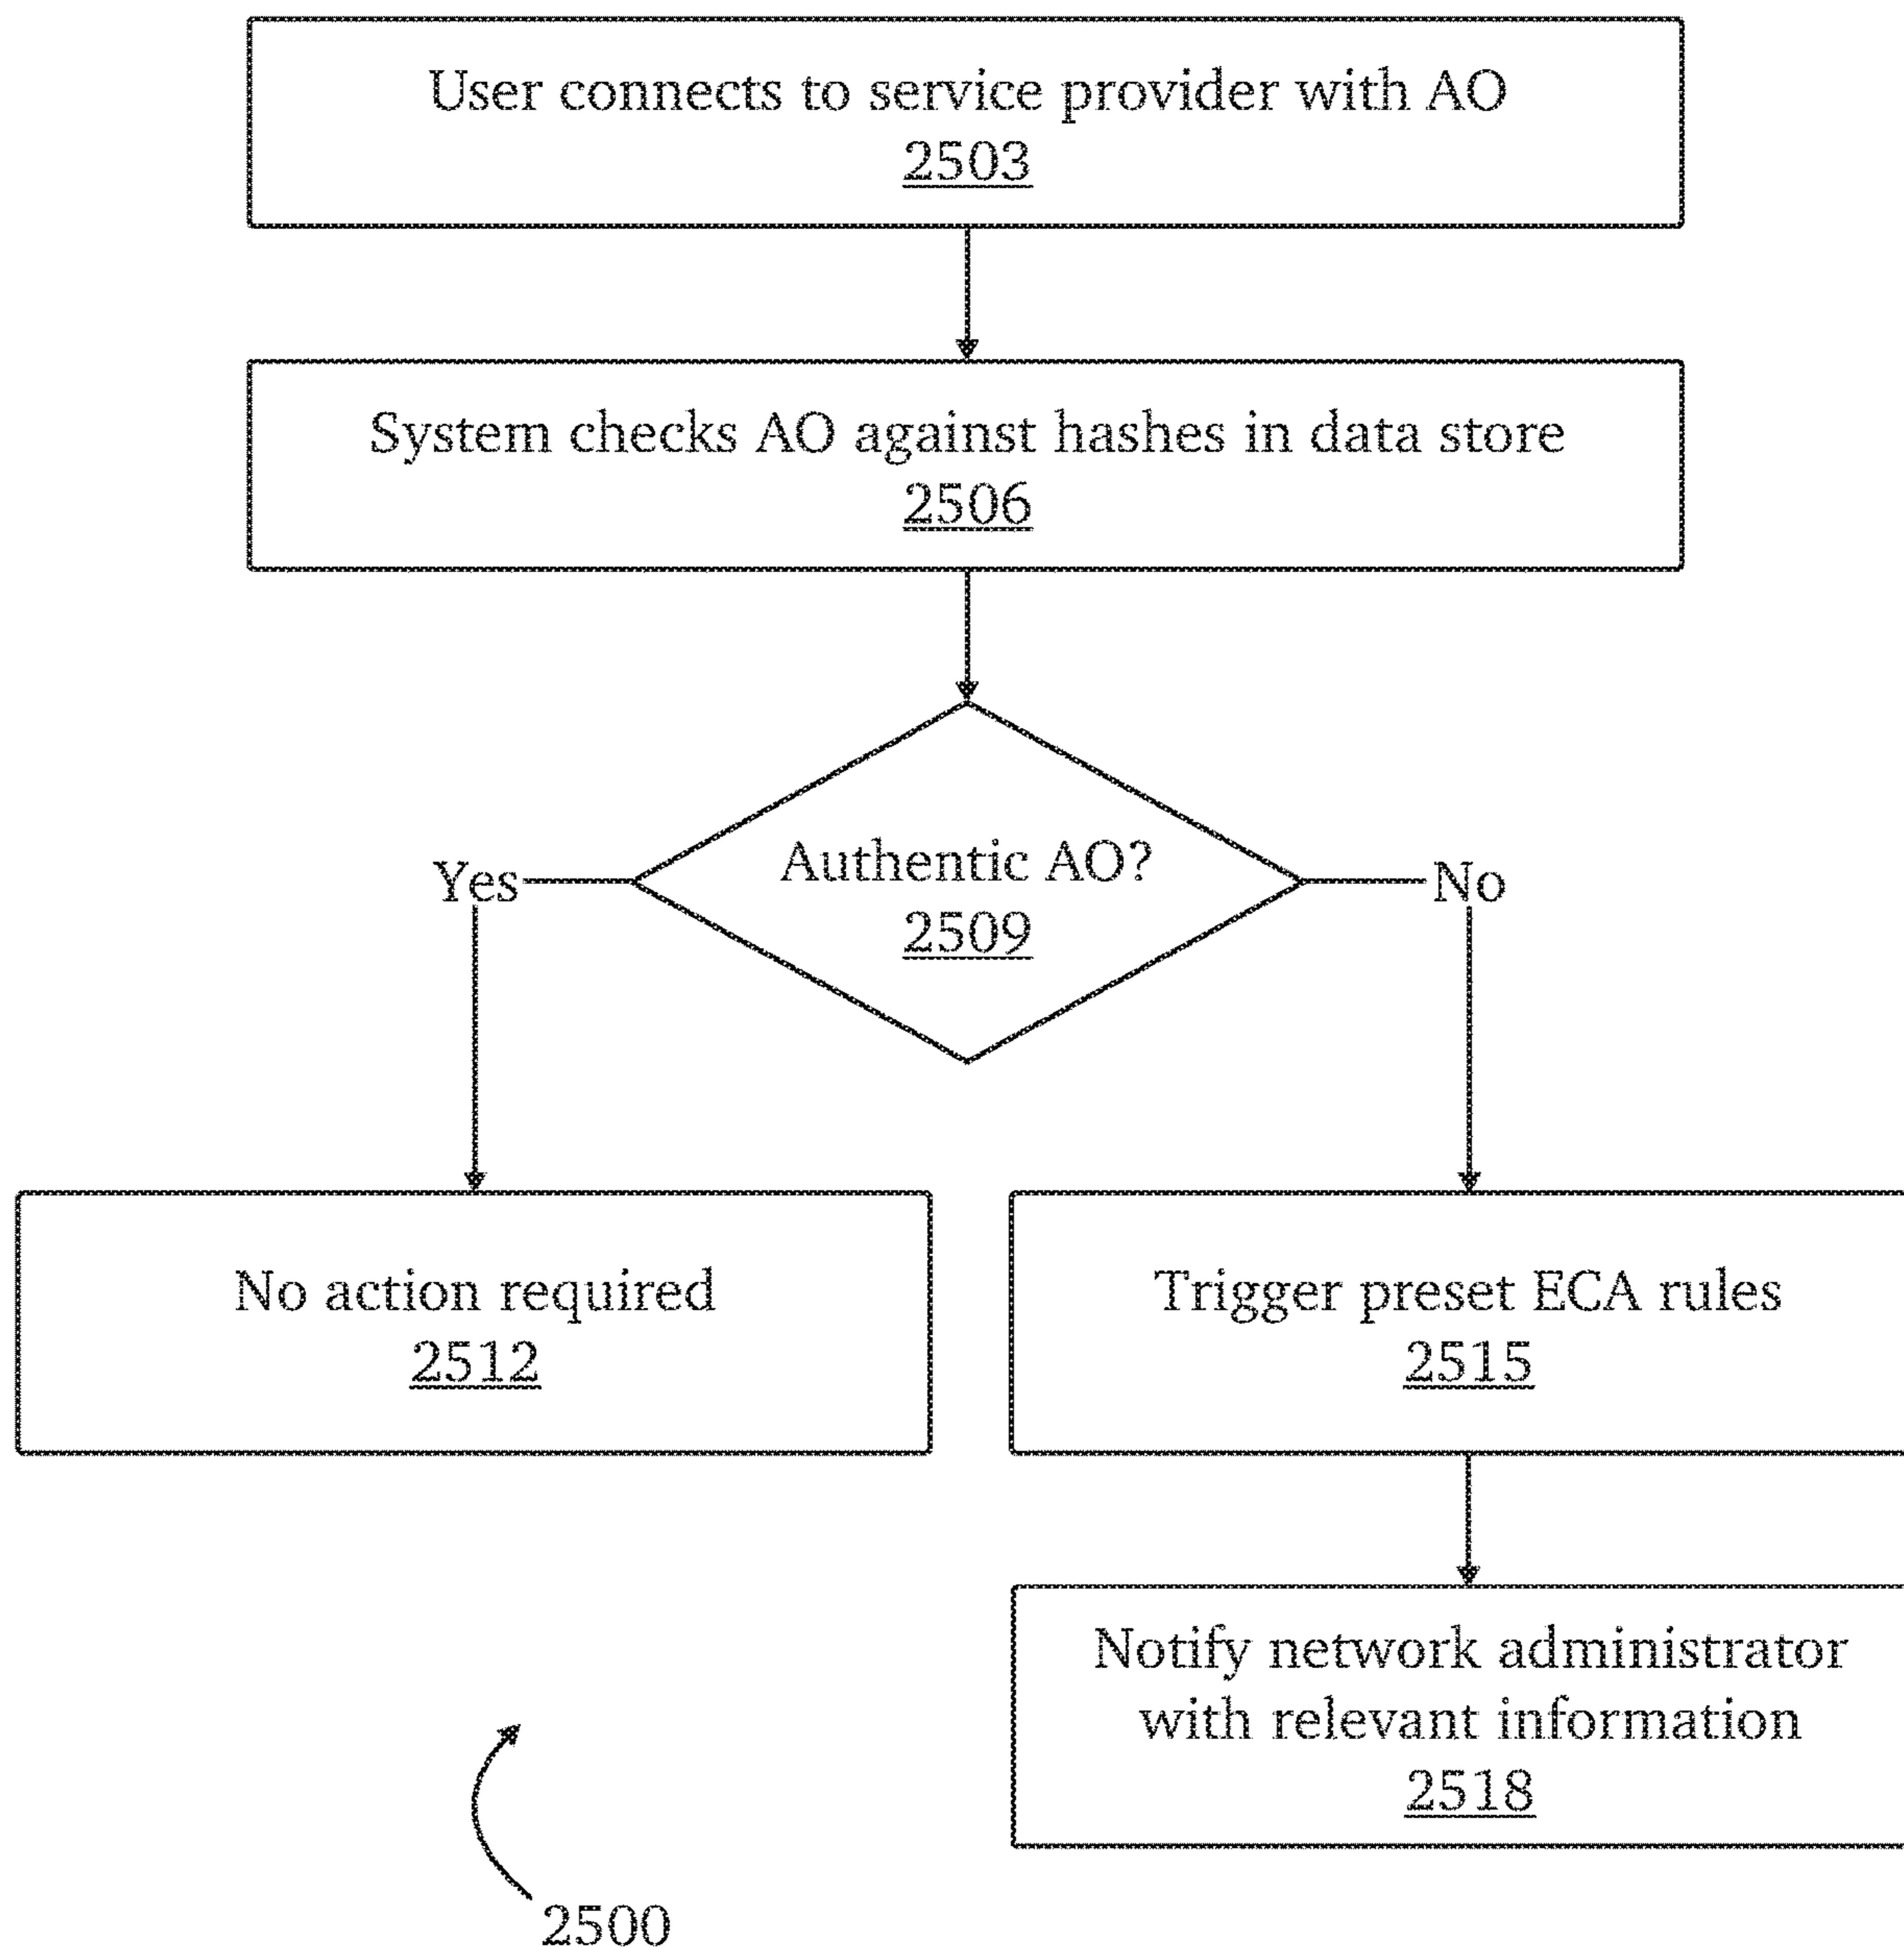 User connects to service provider with AO
2503
System checks AO against hashes in data store
2506
Authentic AO?
2509
Yes
No
No action required
2512
Trigger preset ECA rules
2515
Notify network administrator
with relevant information
2518
2500